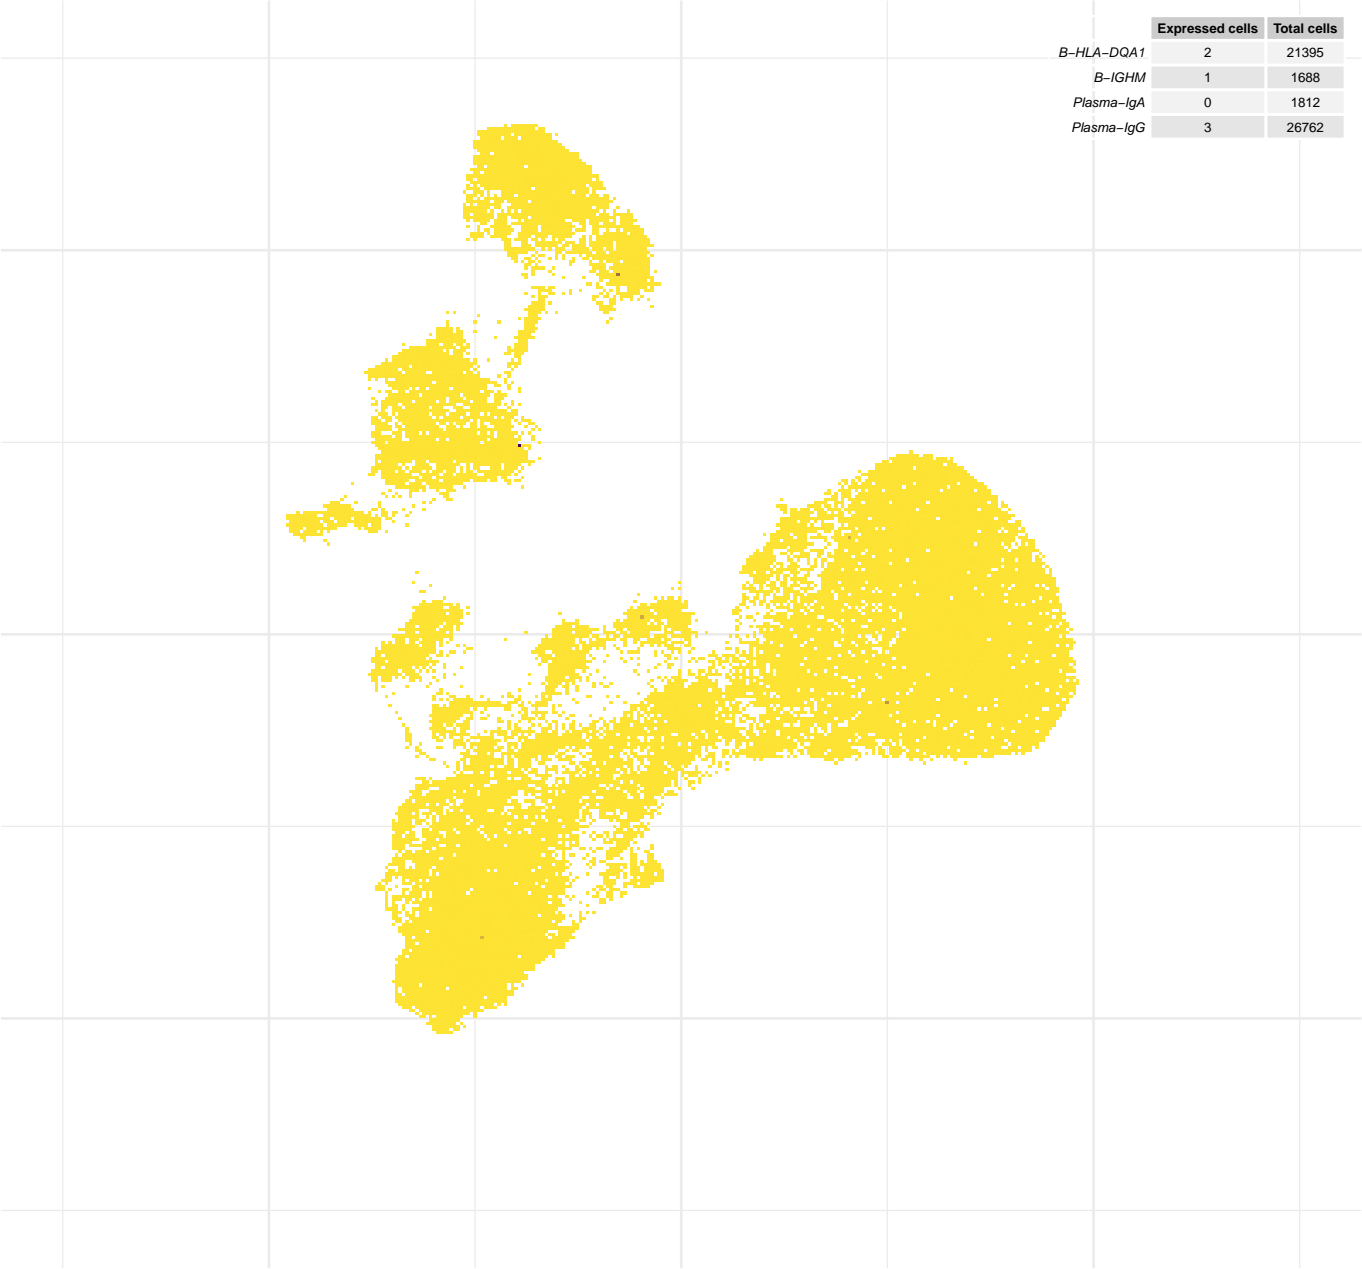 Expressed cells Total cells
B−HLA−DQA1 2 21395
B−IGHM 1 1688
Plasma−IgA 0 1812
Plasma−IgG 3 26762